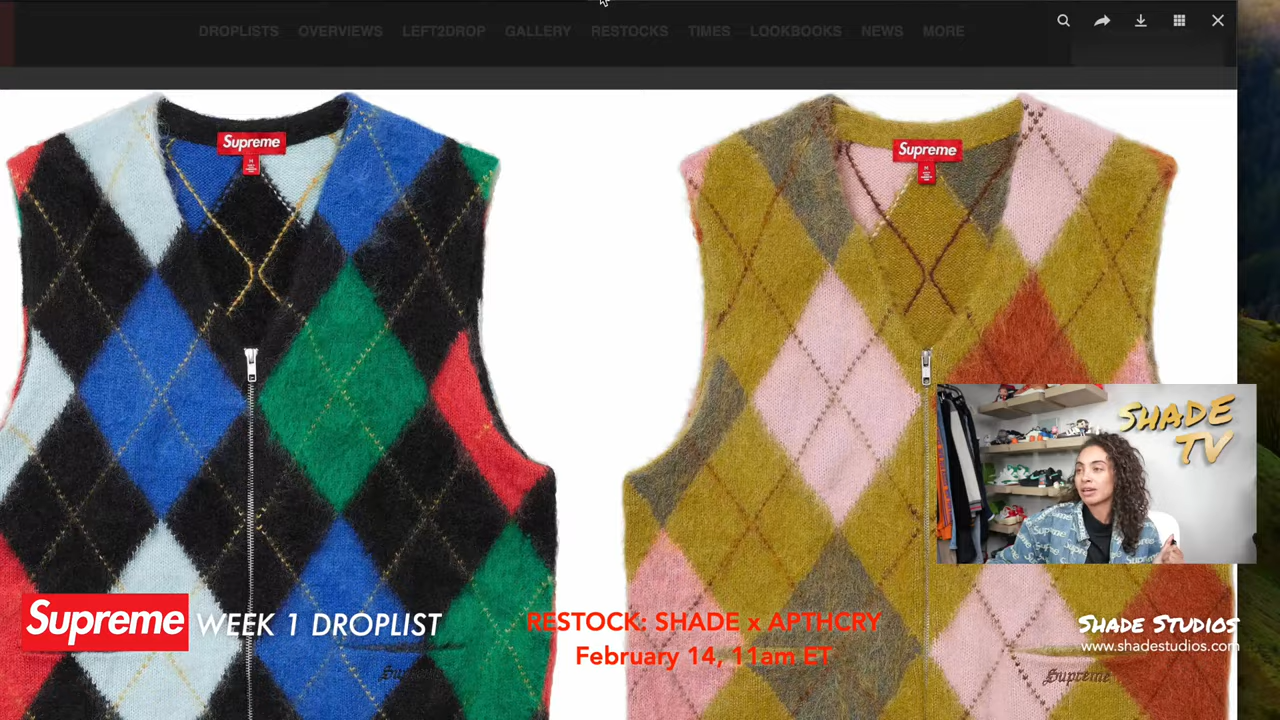 DROPLISTS OVERVIEWS LEFT2DROP GALLERY RESTOCKS TIMES LOOKBOOKS NEWS MORE
Supreme
M
Supreme
M
SHADE
TV
Supreme WEEK 1 DROPLIST
RESTOCK: SHADE x APTHCRY
February 14, 11am ET
SHADE STUDIOS
www.shadestudios.com
Supreme